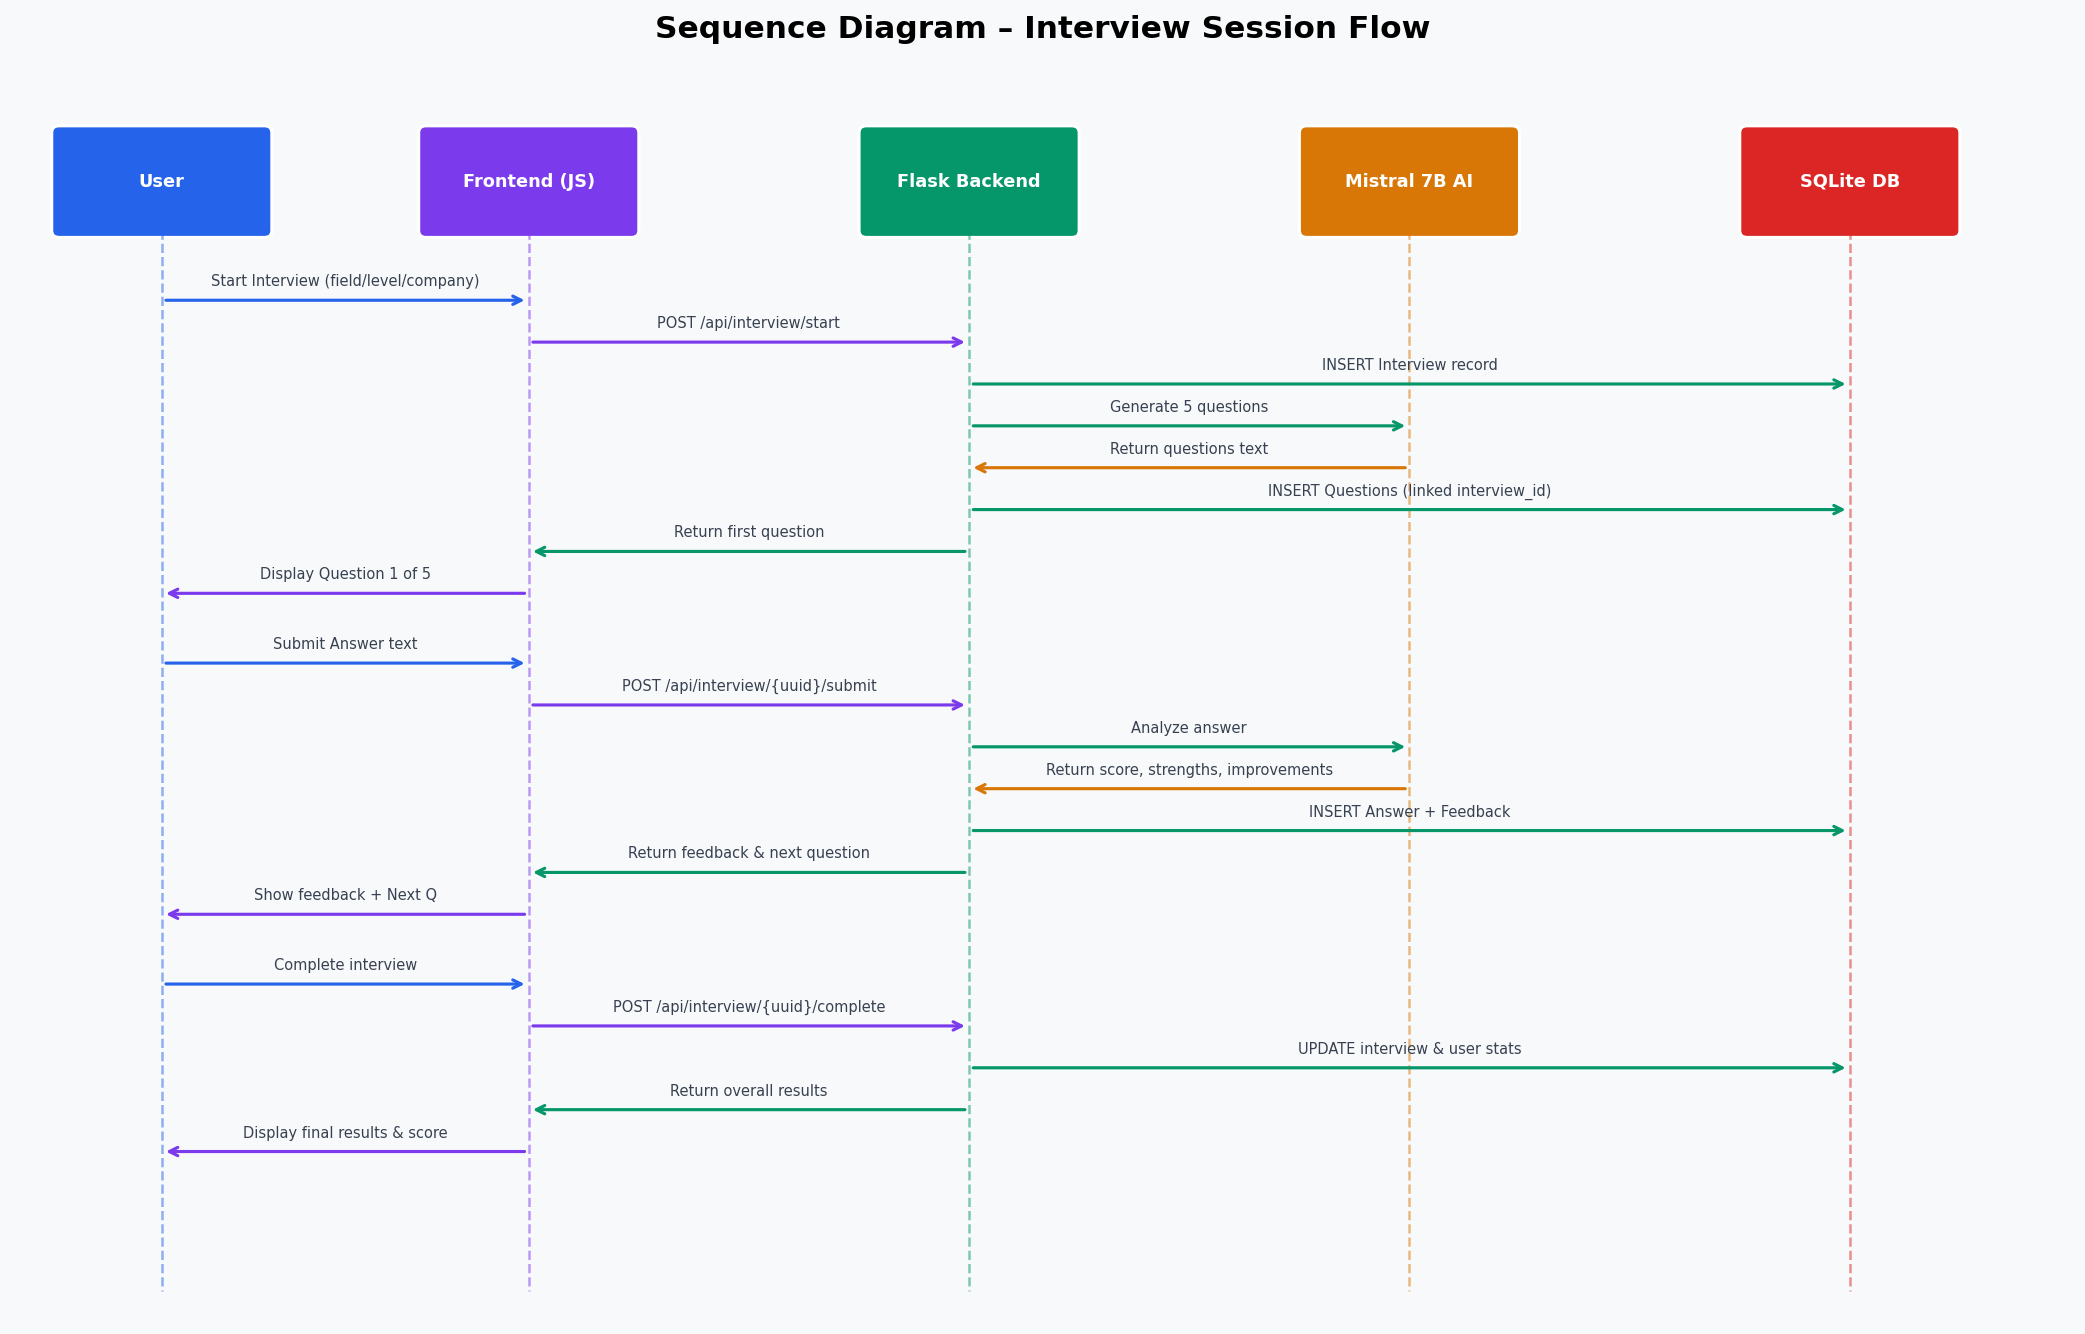 Sequence Diagram – Interview Session Flow
User
Frontend (JS)
Flask Backend
Mistral 7B AI
SQLite DB
Start Interview (field/level/company)
POST /api/interview/start
INSERT Interview record
Generate 5 questions
Return questions text
INSERT Questions (linked interview_id)
Return first question
Display Question 1 of 5
Submit Answer text
POST /api/interview/{uuid}/submit
Analyze answer
Return score, strengths, improvements
INSERT Answer + Feedback
Return feedback & next question
Show feedback + Next Q
Complete interview
POST /api/interview/{uuid}/complete
UPDATE interview & user stats
Return overall results
Display final results & score